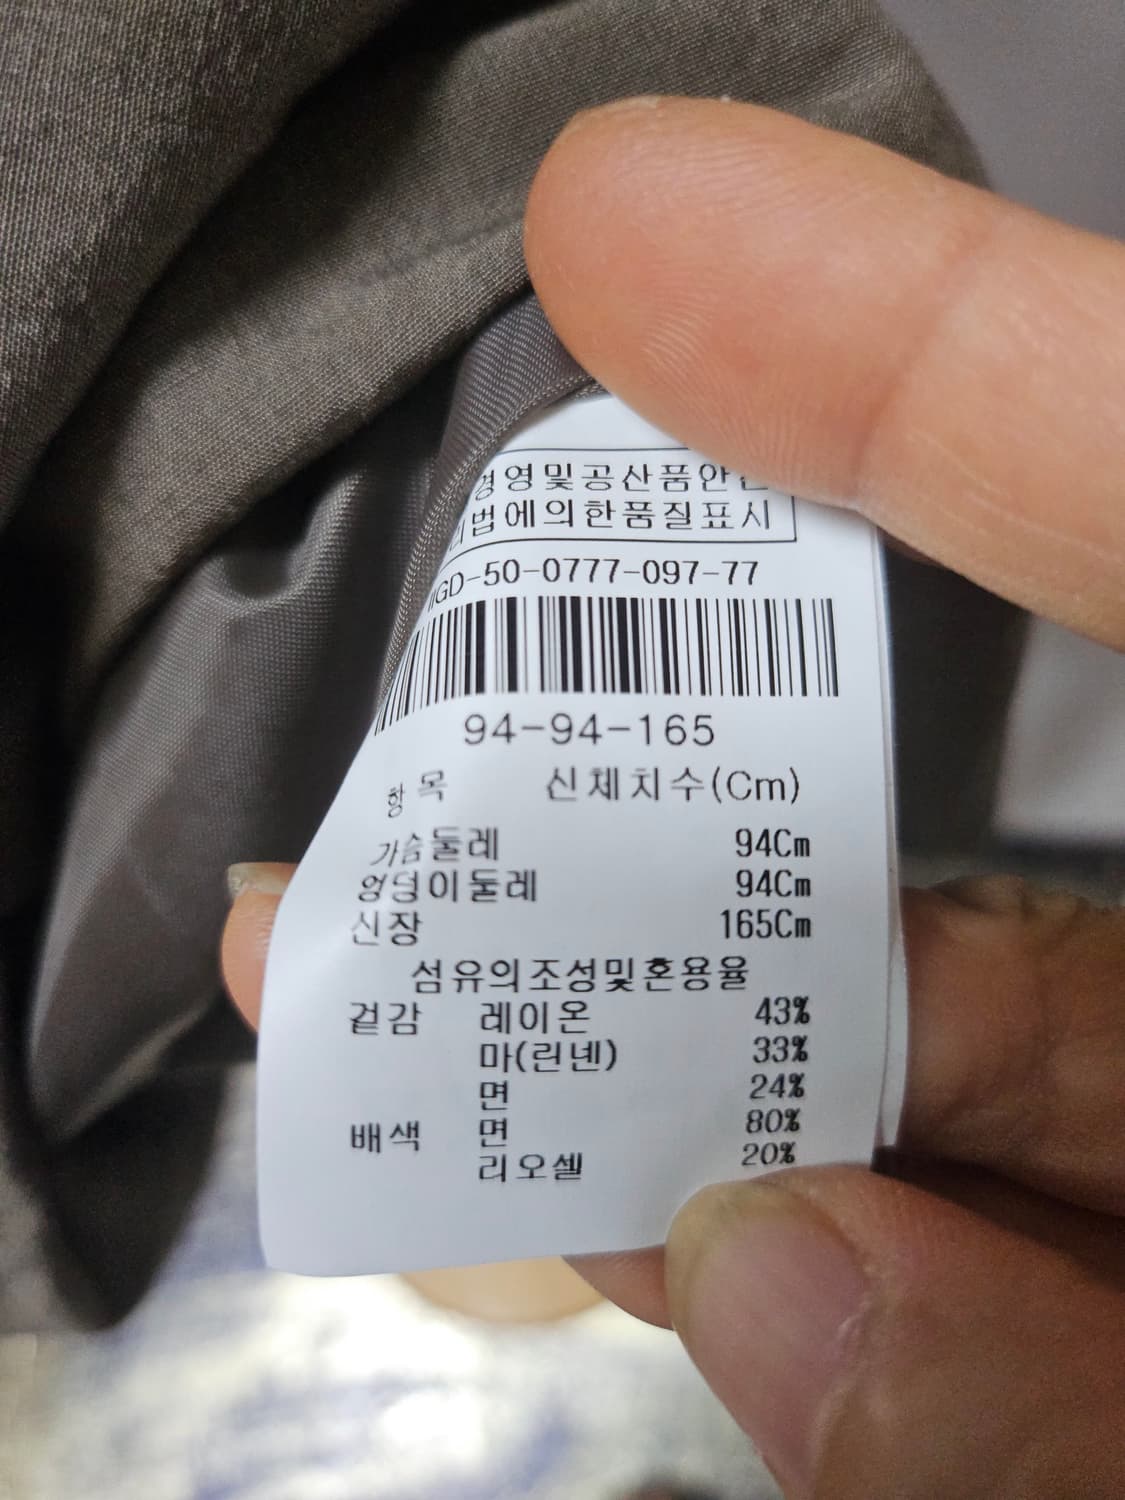 경영및공산품안전
법에의한품질표시
GD-50-0777-097-77
94-94-165
항목 신체치수(Cm)
가슴둘레 94Cm
엉덩이둘레 94Cm
신장 165Cm
섬유의조성및혼용율
겉감 레이온 43%
마(린넨) 33%
면 24%
배색 면 80%
리오셀 20%